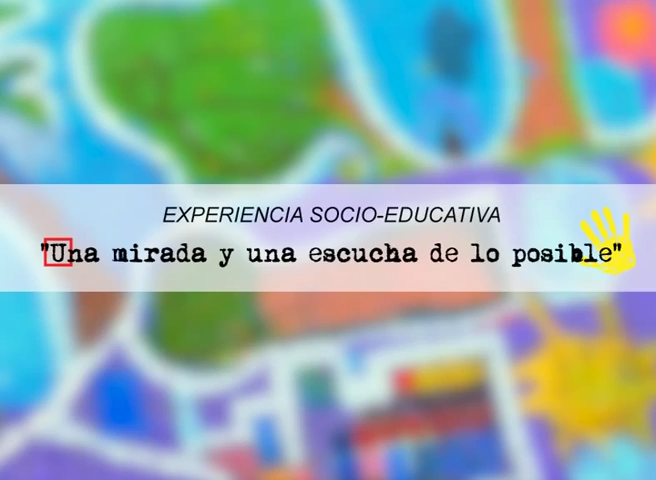 EXPERIENCIA SOCIO-EDUCATIVA
"Una mirada y una escucha de lo posible"